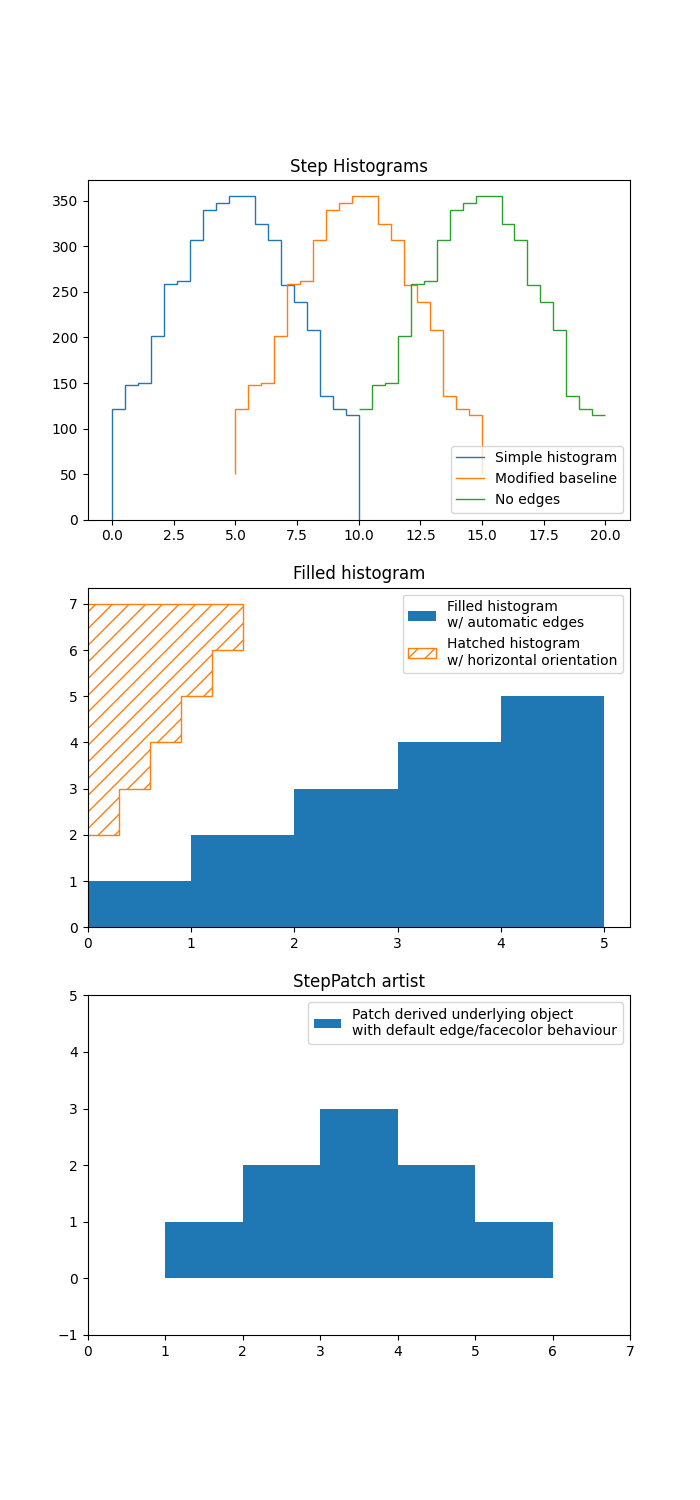 Step Histograms
350
300
250
200
150
100
50
0
Simple histogram
Modified baseline
No edges
0.0 2.5 5.0 7.5 10.0 12.5 15.0 17.5 20.0
Filled histogram
7
6
5
4
3
2
1
0
Filled histogram
w/ automatic edges
Hatched histogram
w/ horizontal orientation
0 1 2 3 4 5
StepPatch artist
5
4
3
2
1
0
−1
Patch derived underlying object
with default edge/facecolor behaviour
0 1 2 3 4 5 6 7